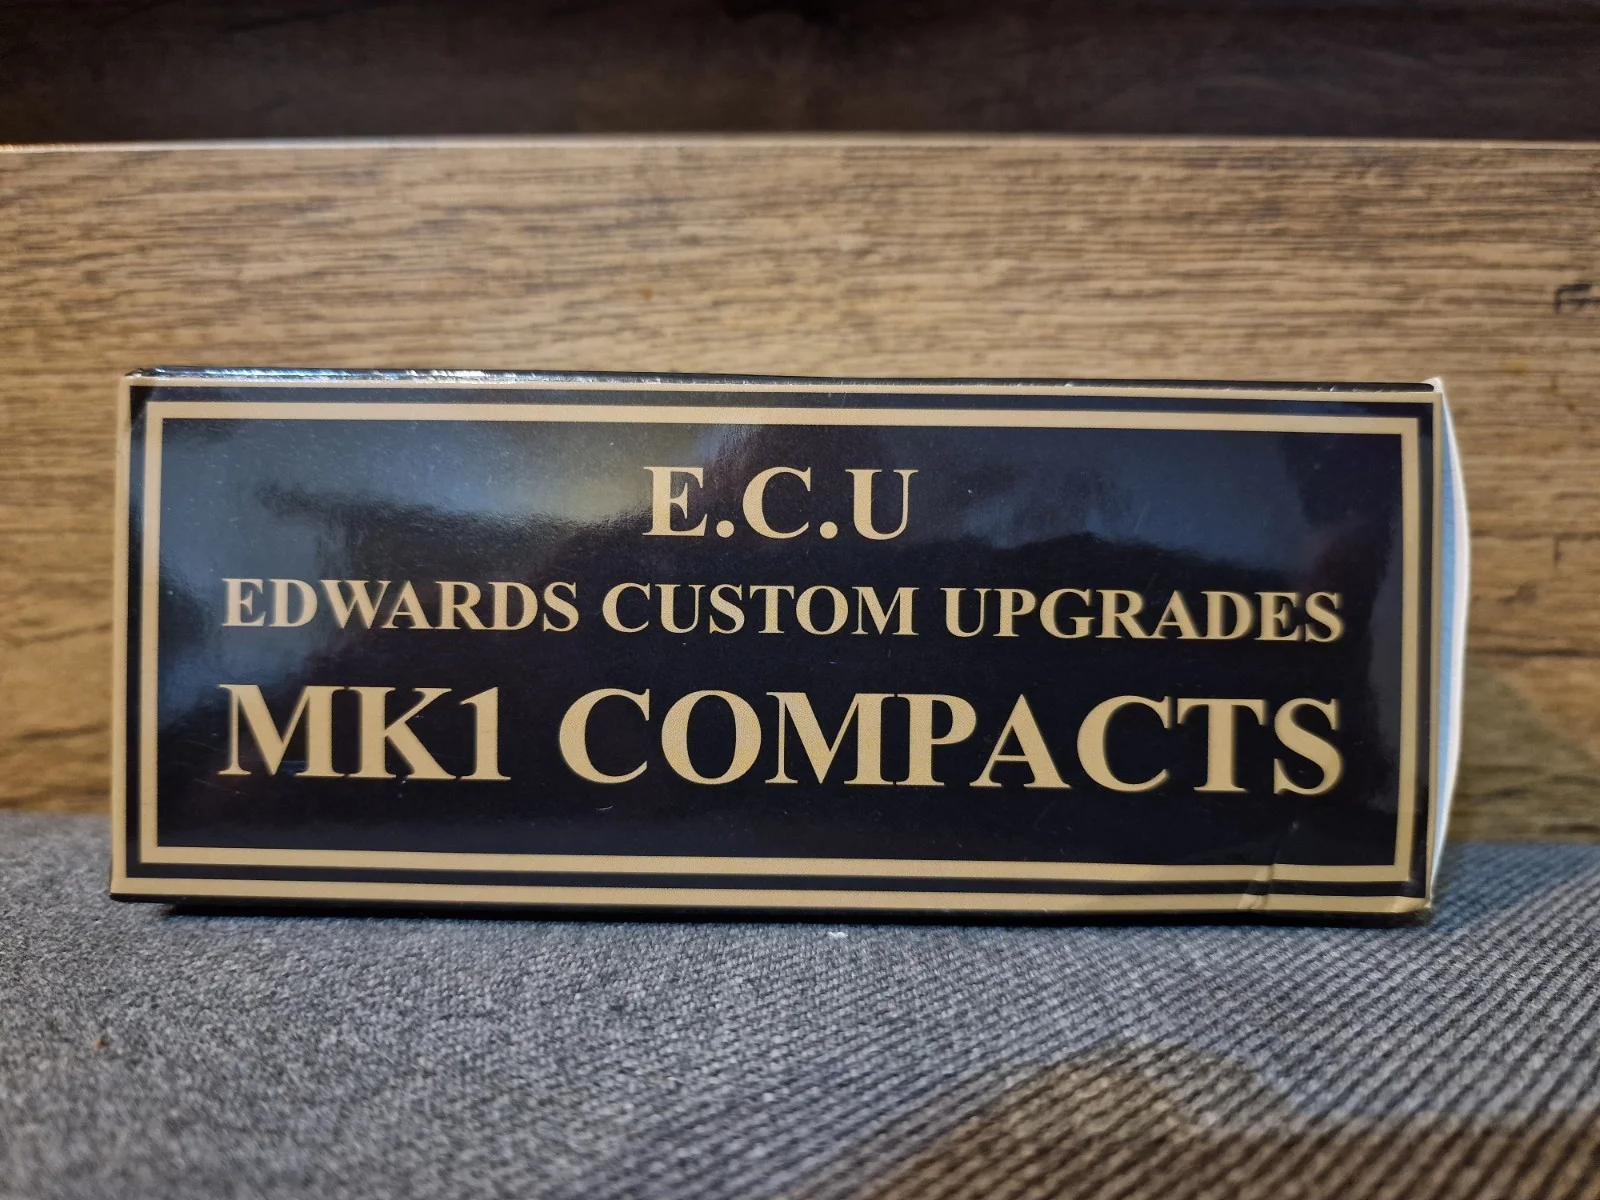 E.C.U
EDWARDS CUSTOM UPGRADES
MK1 COMPACTS